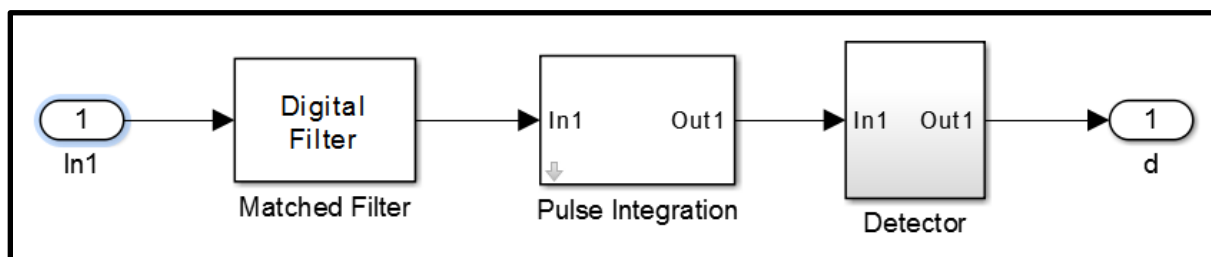 1
In1
Digital
Filter
Matched Filter
In1 Out1
Pulse Integration
In1 Out1
Detector
1
d